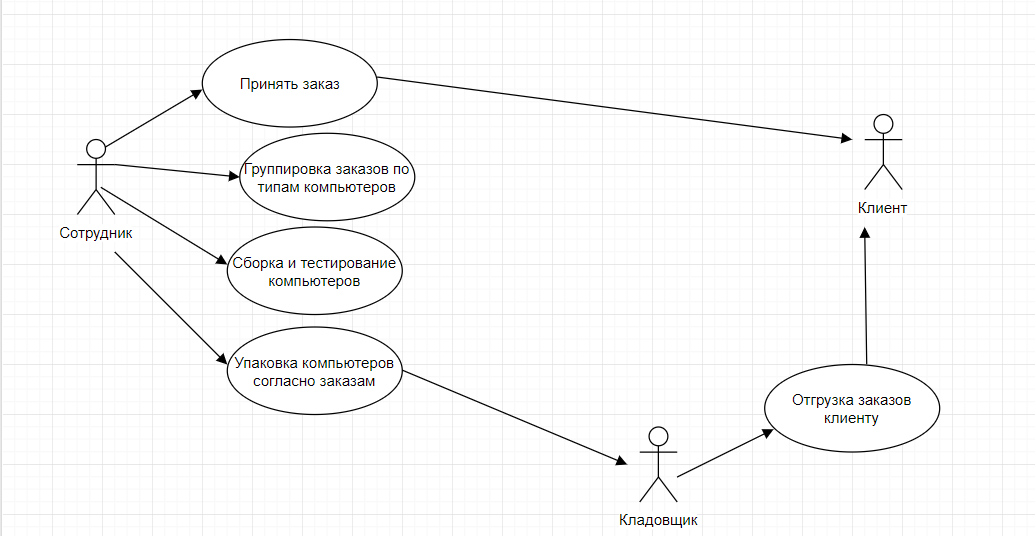 Принять заказ
Группировка заказов по
типам компьютеров
Клиент
Сотрудник
Сборка и тестирование
компьютеров
Упаковка компьютеров
согласно заказам
Отгрузка заказов
клиенту
Кладовщик